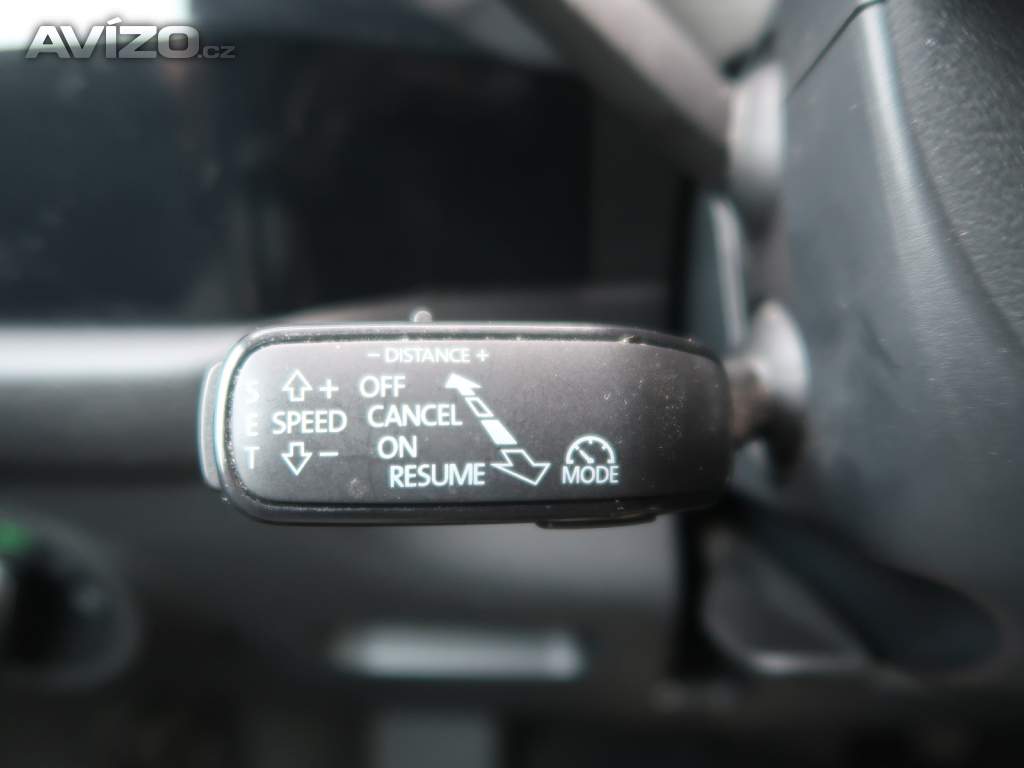 AVÍZO.cz
- DISTANCE +
S + OFF
E SPEED CANCEL
T - ON
RESUME MODE